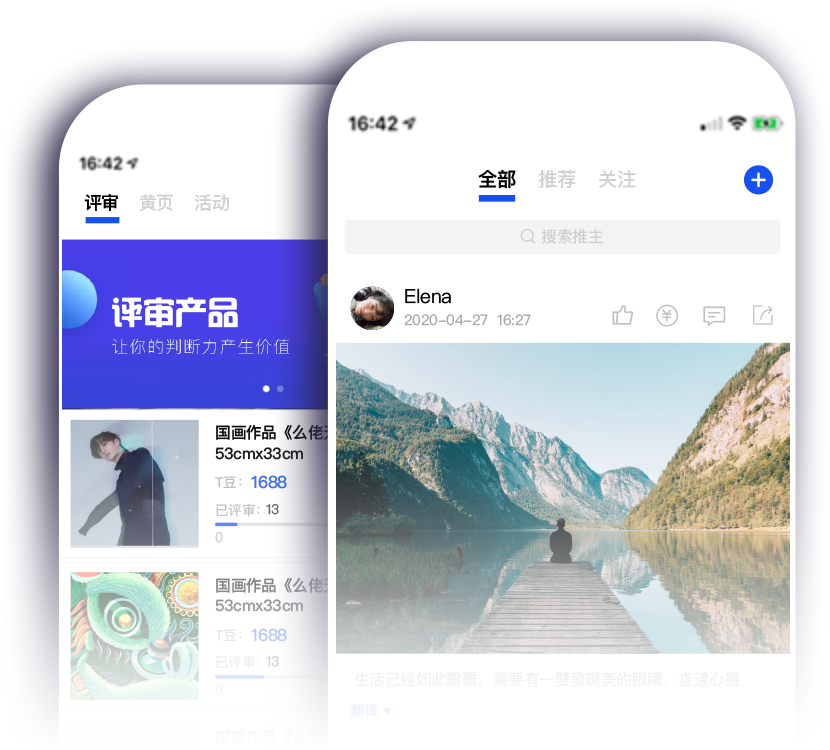 16:42
评审 黄页 活动
评审产品
让你的判断力产生价值
国画作品《么佬
53cmx33cm
T豆：1688
已评审：13
0
国画作品《么佬
53cmx33cm
T豆：1688
已评审：13
0
国画作品《么佬
16:42
全部 推荐 关注
搜索推主
Elena
2020-04-27 16:27
生活已經如此艱難，需要有一雙發現美的眼睛，直達心靈
翻译